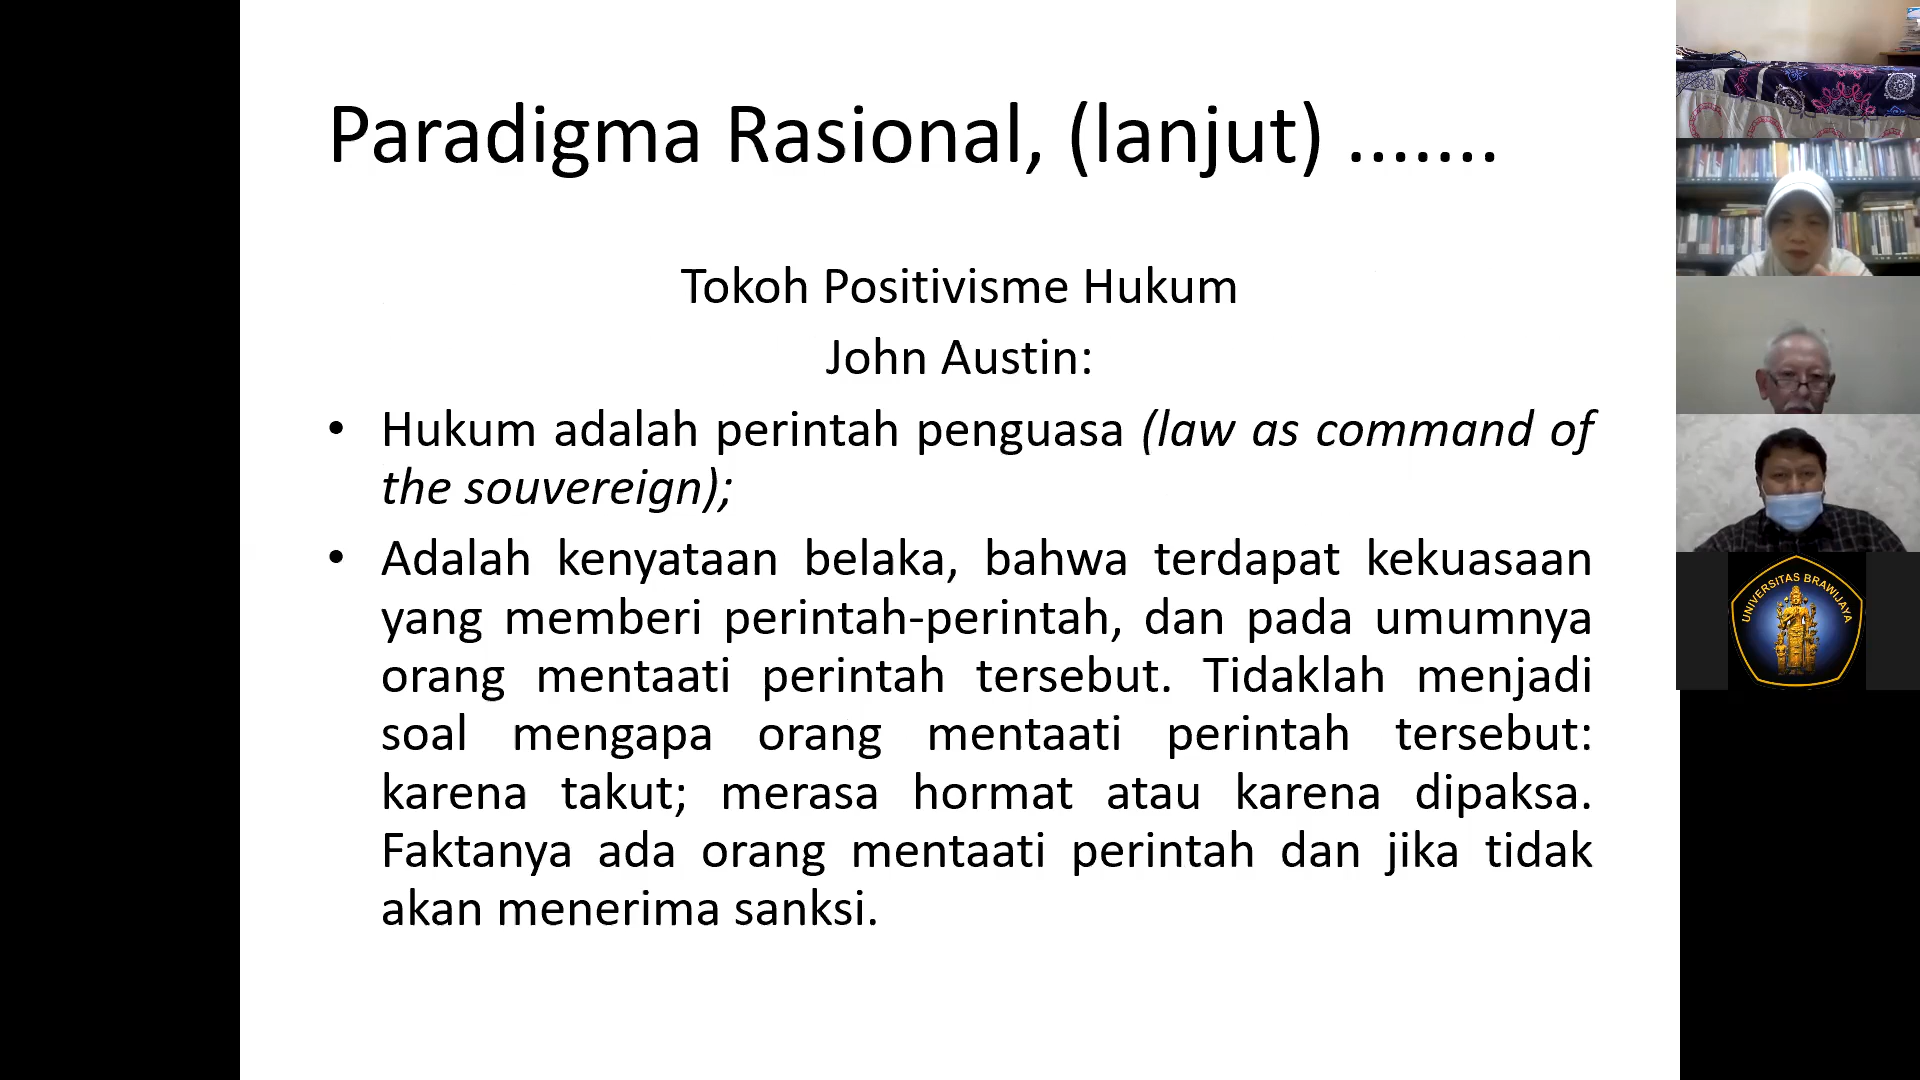 Paradigma Rasional, (lanjut) .......
Tokoh Positivisme Hukum
John Austin:
• Hukum adalah perintah penguasa (law as command of
the souvereign);
• Adalah kenyataan belaka, bahwa terdapat kekuasaan
yang memberi perintah-perintah, dan pada umumnya
orang mentaati perintah tersebut. Tidaklah menjadi
soal mengapa orang mentaati perintah tersebut:
karena takut; merasa hormat atau karena dipaksa.
Faktanya ada orang mentaati perintah dan jika tidak
akan menerima sanksi.
UNIVERSITAS BRAWIJAYA